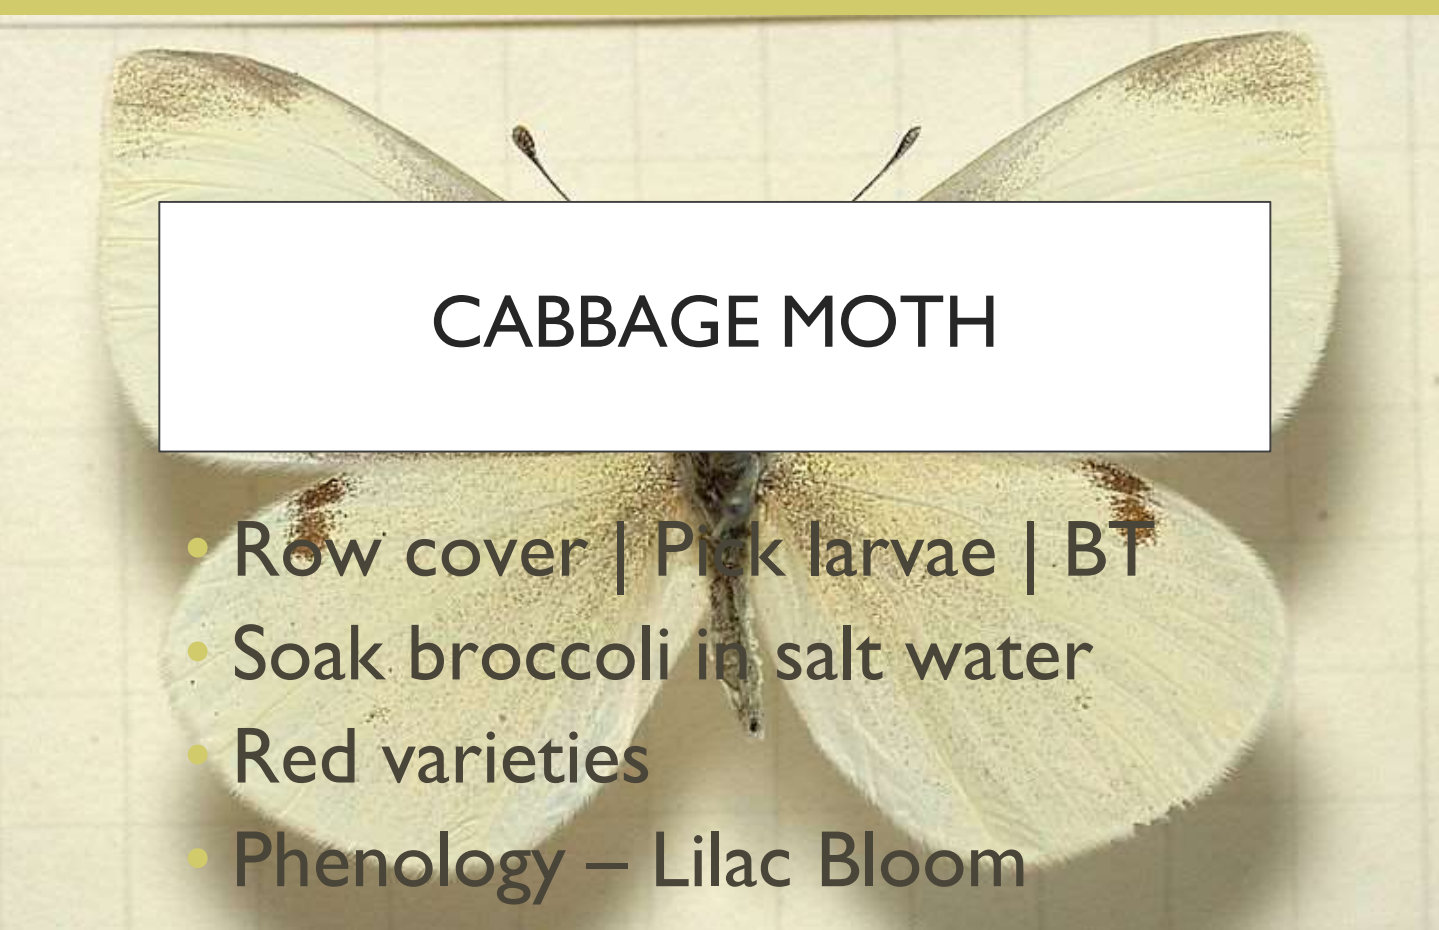 CABBAGE MOTH
• Row cover | Pick larvae | BT
• Soak broccoli in salt water
• Red varieties
• Phenology – Lilac Bloom